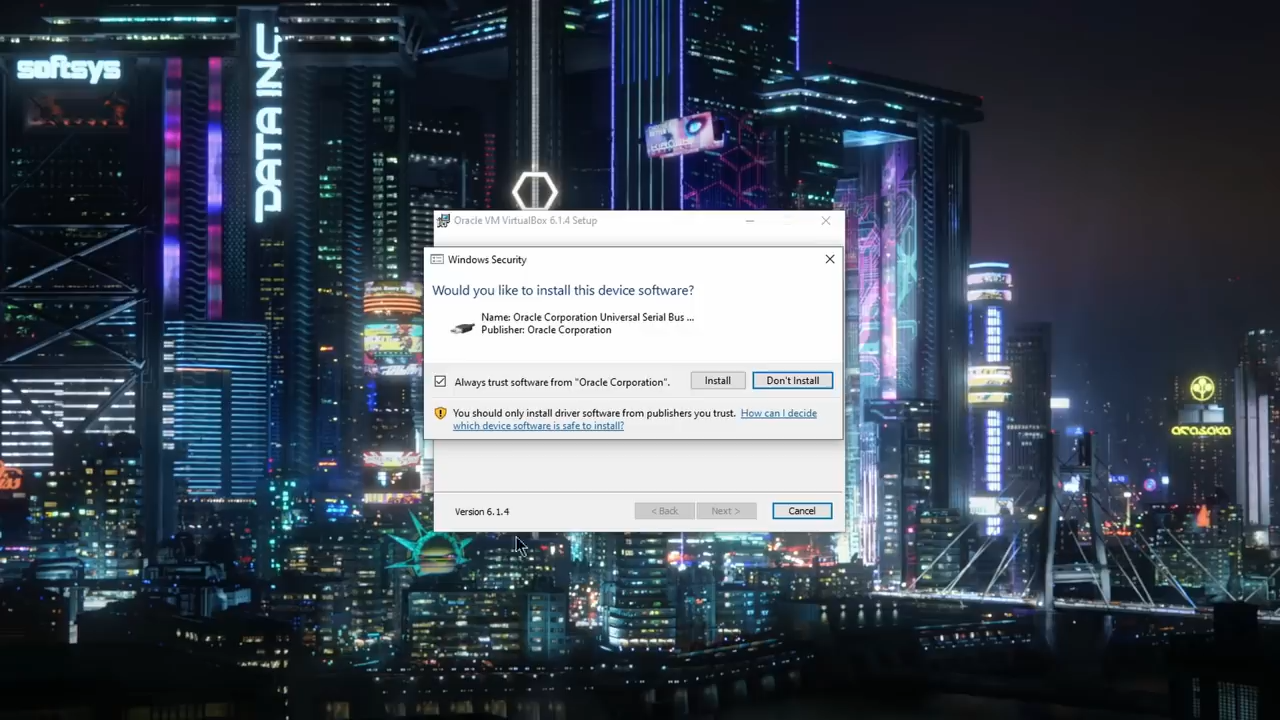 softsys
DATA INC
Oracle VM VirtualBox 6.1.4 Setup
Windows Security
Would you like to install this device software?
Name: Oracle Corporation Universal Serial Bus ...
Publisher: Oracle Corporation
Always trust software from "Oracle Corporation".
Install
Don't Install
You should only install driver software from publishers you trust. How can I decide
which device software is safe to install?
arasaka
Version 6.1.4
< Back
Next >
Cancel